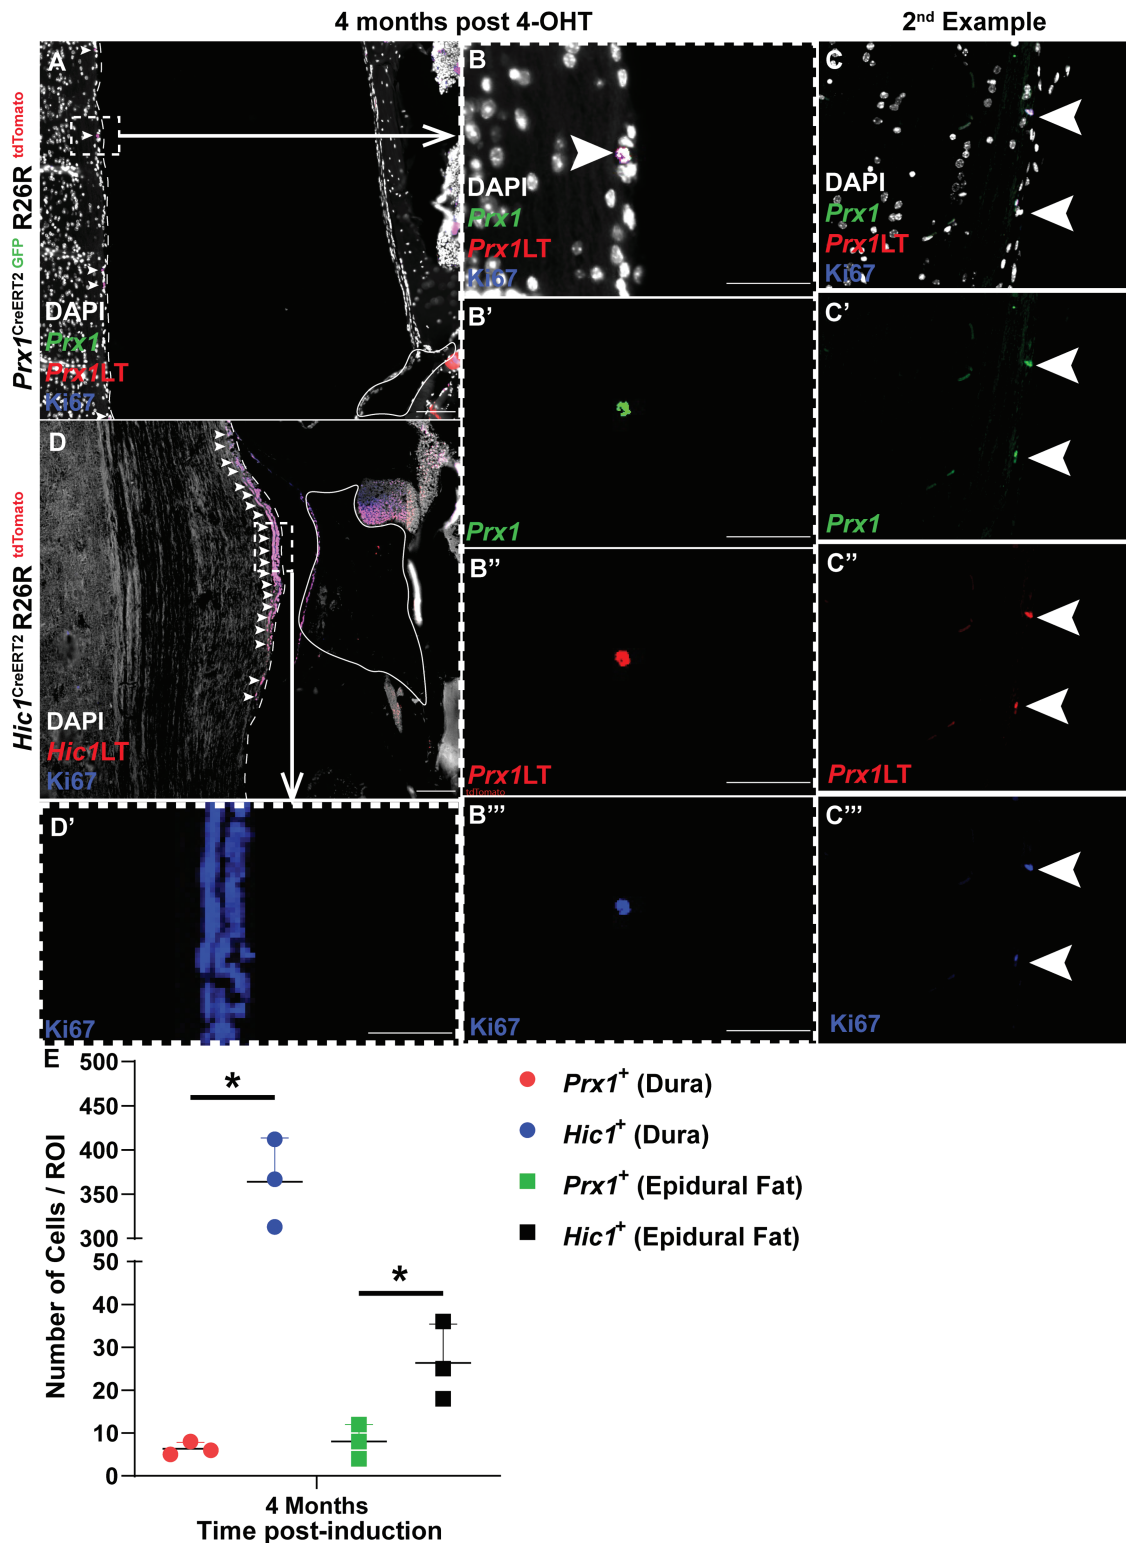 4 months post 4-OHT
2nd Example
Prx1CreERT2 GFP R26R tdTomato
A
DAPI
Prx1
Prx1LT
Ki67
B
DAPI
Prx1
Prx1LT
Ki67
C
DAPI
Prx1
Prx1LT
Ki67
B'
Prx1
C'
Prx1
Hic1CreERT2 R26R tdTomato
D
DAPI
Hic1LT
Ki67
B''
Prx1LT
tdTomato
C''
Prx1LT
D'
Ki67
B'''
Ki67
C'''
Ki67
E
500
450
400
350
300
50
40
30
20
10
0
Number of Cells / ROI
*
*
4 Months
Time post-induction
Prx1+ (Dura)
Hic1+ (Dura)
Prx1+ (Epidural Fat)
Hic1+ (Epidural Fat)